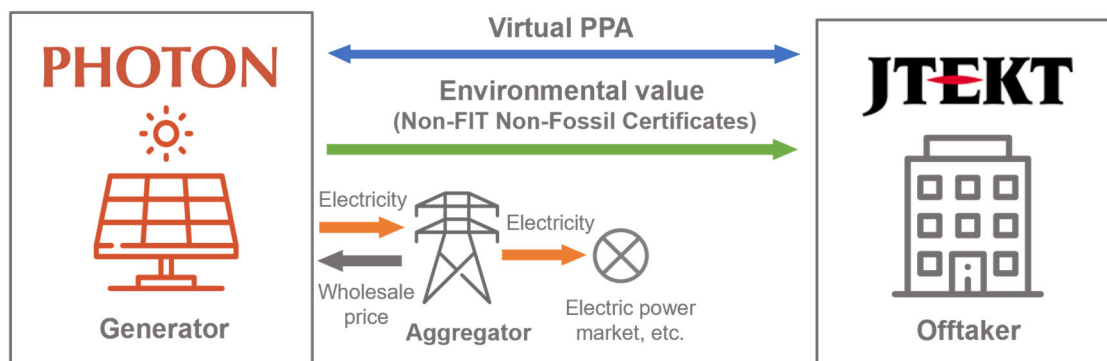 PHOTON
Generator
Virtual PPA
Environmental value
(Non-FIT Non-Fossil Certificates)
Electricity
Wholesale
price
Aggregator
Electricity
Electric power
market, etc.
JTEKT
Offtaker